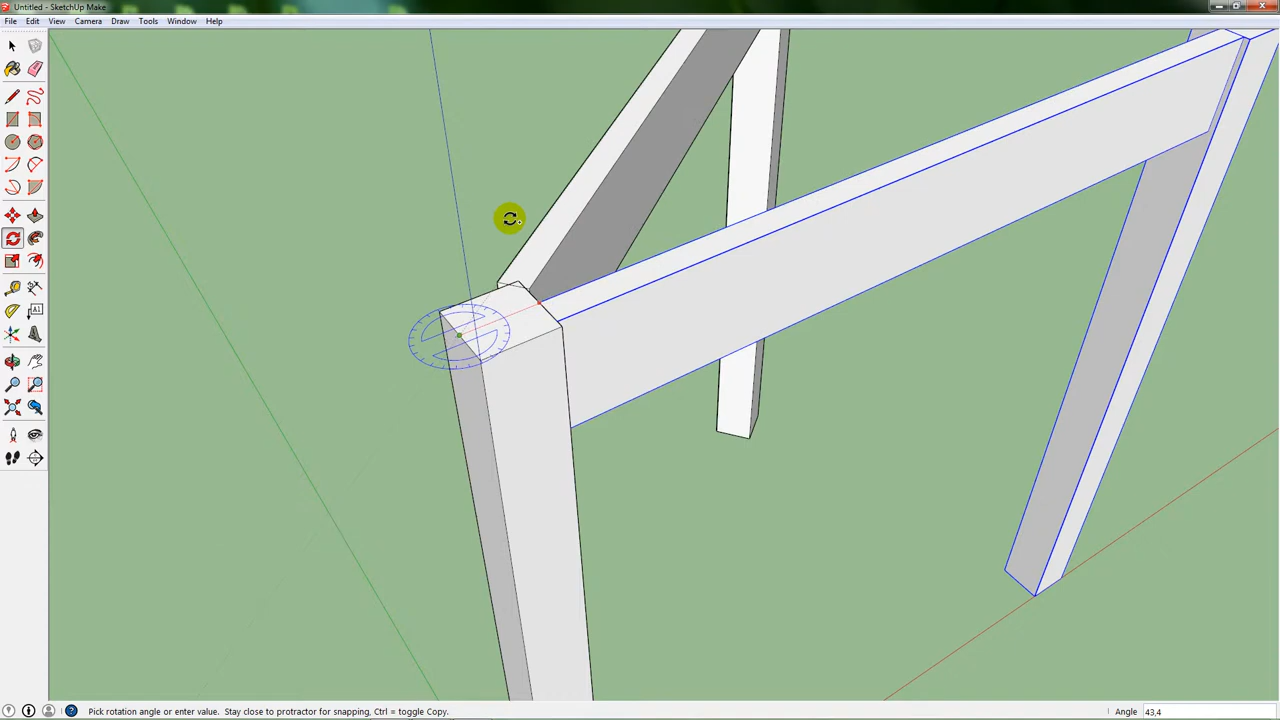 Untitled - SketchUp Make
File Edit View Camera Draw Tools Window Help
A1
Pick rotation angle or enter value. Stay close to protractor for snapping, Ctrl = toggle Copy. Angle 43,4